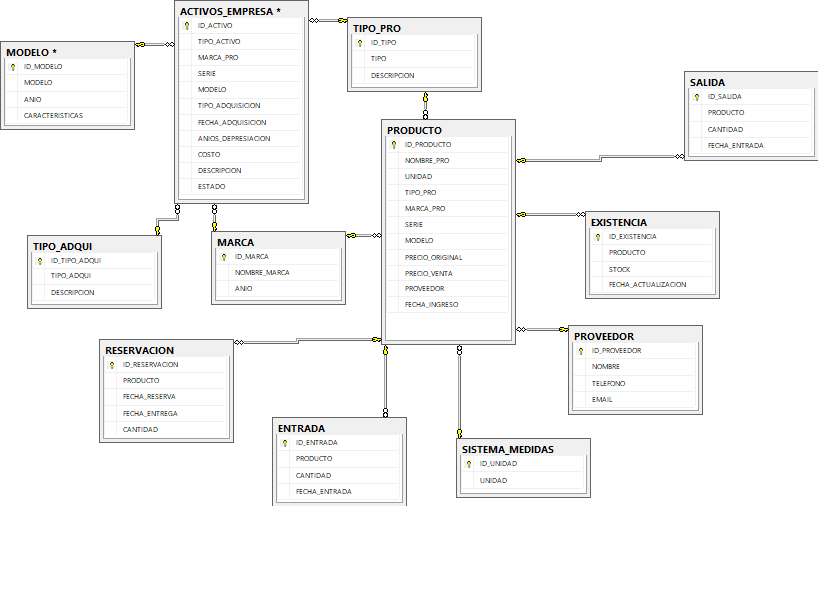 ACTIVOS_EMPRESA *
ID_ACTIVO
TIPO_ACTIVO
MARCA_PRO
SERIE
MODELO
TIPO_ADQUISICION
FECHA_ADQUISICION
ANIOS_DEPRESIACION
COSTO
DESCRIPCION
ESTADO
TIPO_PRO
ID_TIPO
TIPO
DESCRIPCION
MODELO *
ID_MODELO
MODELO
ANIO
CARACTERISTICAS
SALIDA
ID_SALIDA
PRODUCTO
CANTIDAD
FECHA_ENTRADA
PRODUCTO
ID_PRODUCTO
NOMBRE_PRO
UNIDAD
TIPO_PRO
MARCA_PRO
SERIE
MODELO
PRECIO_ORIGINAL
PRECIO_VENTA
PROVEEDOR
FECHA_INGRESO
EXISTENCIA
ID_EXISTENCIA
PRODUCTO
STOCK
FECHA_ACTUALIZACION
TIPO_ADQUI
ID_TIPO_ADQUI
TIPO_ADQUI
DESCRIPCION
MARCA
ID_MARCA
NOMBRE_MARCA
ANIO
PROVEEDOR
ID_PROVEEDOR
NOMBRE
TELEFONO
EMAIL
RESERVACION
ID_RESERVACION
PRODUCTO
FECHA_RESERVA
FECHA_ENTREGA
CANTIDAD
ENTRADA
ID_ENTRADA
PRODUCTO
CANTIDAD
FECHA_ENTRADA
SISTEMA_MEDIDAS
ID_UNIDAD
UNIDAD